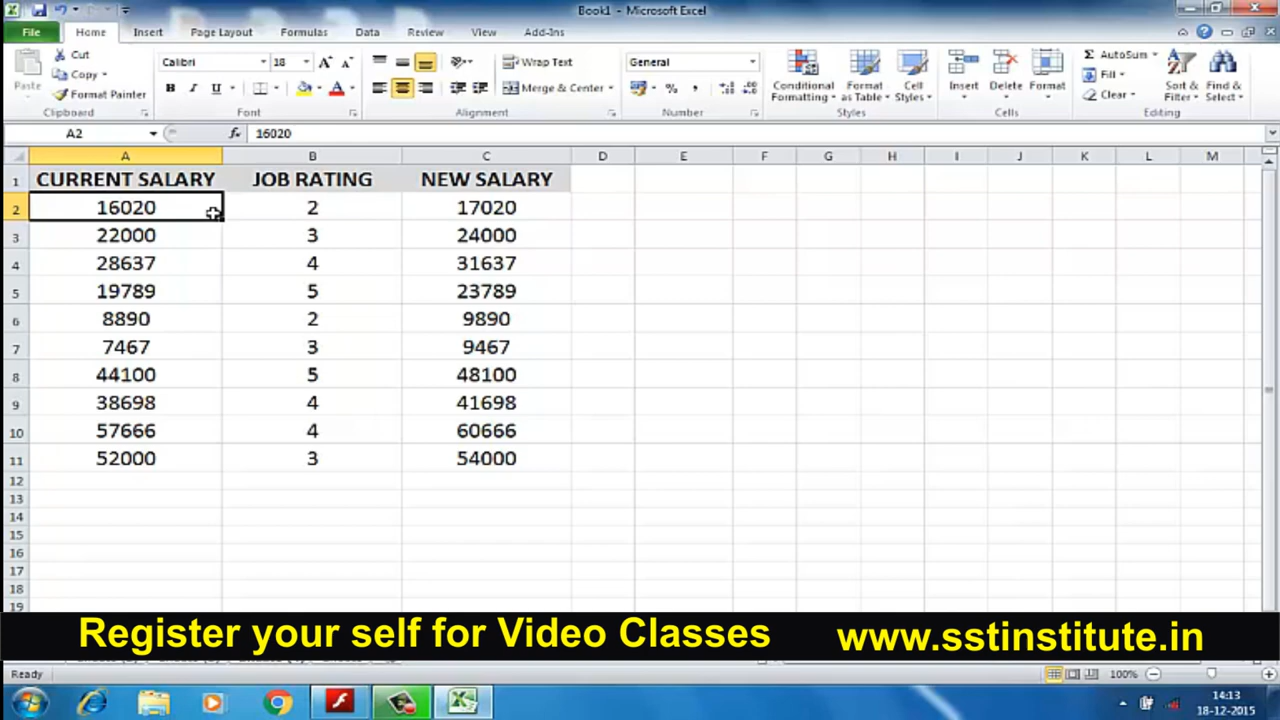 Book1 - Microsoft Excel
File Home Insert Page Layout Formulas Data Review View Add-Ins
Paste
Cut
Copy
Format Painter
Clipboard
Calibri 18
B I U
Font
Wrap Text
Merge & Center
Alignment
General
% ,
Number
Conditional Formatting
Format as Table
Cell Styles
Styles
Insert Delete Format
Cells
Σ AutoSum
Fill
Clear
Sort & Filter
Find & Select
Editing
A2 fx 16020
A B C D E F G H I J K L M
1 CURRENT SALARY JOB RATING NEW SALARY
2 16020 2 17020
3 22000 3 24000
4 28637 4 31637
5 19789 5 23789
6 8890 2 9890
7 7467 3 9467
8 44100 5 48100
9 38698 4 41698
10 57666 4 60666
11 52000 3 54000
12
13
14
15
16
17
18
19
Register your self for Video Classes www.sstinstitute.in
Ready 100%
14:13
18-12-2015